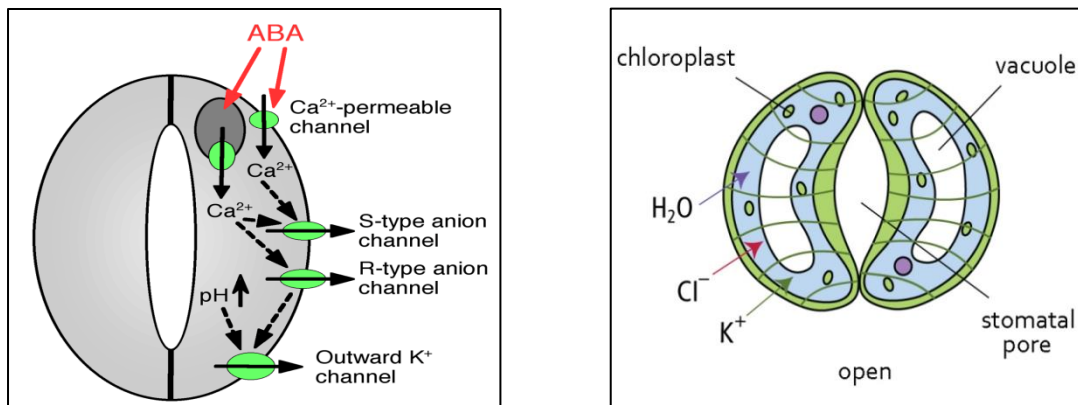 ABA
Ca²⁺-permeable
channel
Ca²⁺
Ca²⁺
S-type anion
channel
R-type anion
channel
pH
Outward K⁺
channel
chloroplast
vacuole
H₂O
Cl⁻
K⁺
stomatal
pore
open